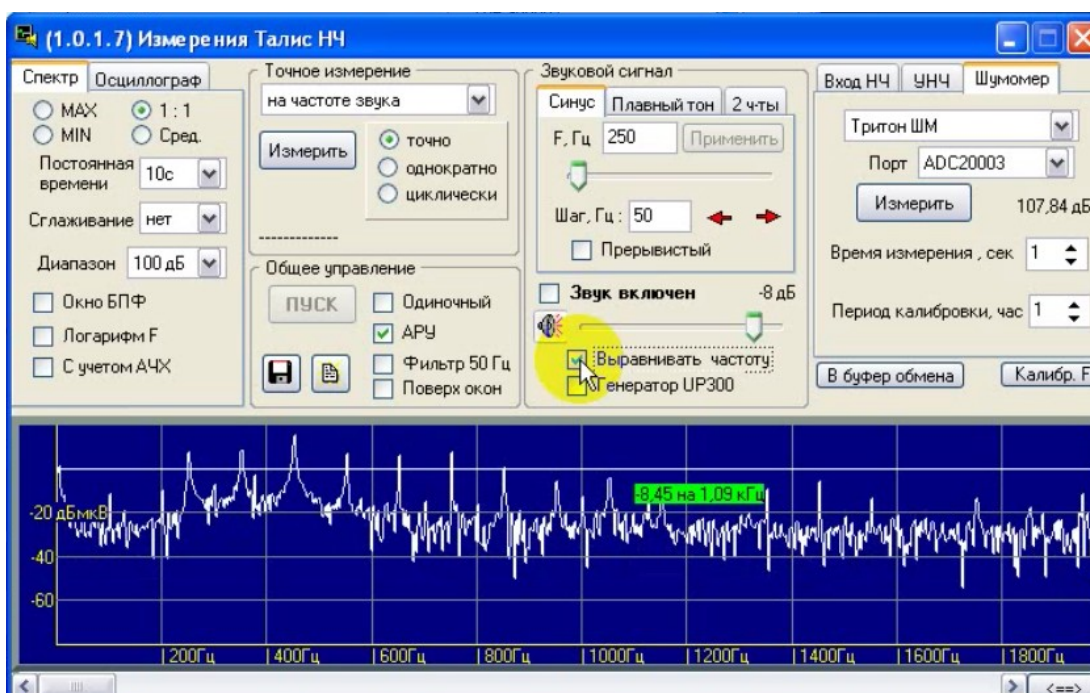 (1.0.1.7) Измерения Талис НЧ
Спектр Осциллограф
MAX 1 : 1
MIN Сред.
Постоянная времени 10с
Сглаживание нет
Диапазон 100 дБ
Окно БПФ
Логарифм F
С учетом АЧХ
Точное измерение
на частоте звука
Измерить
точно
однократно
циклически
-------------
Общее управление
ПУСК
Одиночный
АРУ
Фильтр 50 Гц
Поверх окон
Звуковой сигнал
Синус Плавный тон 2 ч-ты
F, Гц 250 Применить
Шаг, Гц : 50
Прерывистый
Звук включен -8 дБ
Выравнивать частоту
Генератор UP300
Вход НЧ УНЧ Шумомер
Тритон ШМ
Порт ADC20003
Измерить 107,84 дБ
Время измерения , сек 1
Период калибровки, час 1
В буфер обмена Калибр. F
-8,45 на 1,09 кГц
-20 дБмкВ
-40
-60
200Гц 400Гц 600Гц 800Гц 1000Гц 1200Гц 1400Гц 1600Гц 1800Гц
<==>